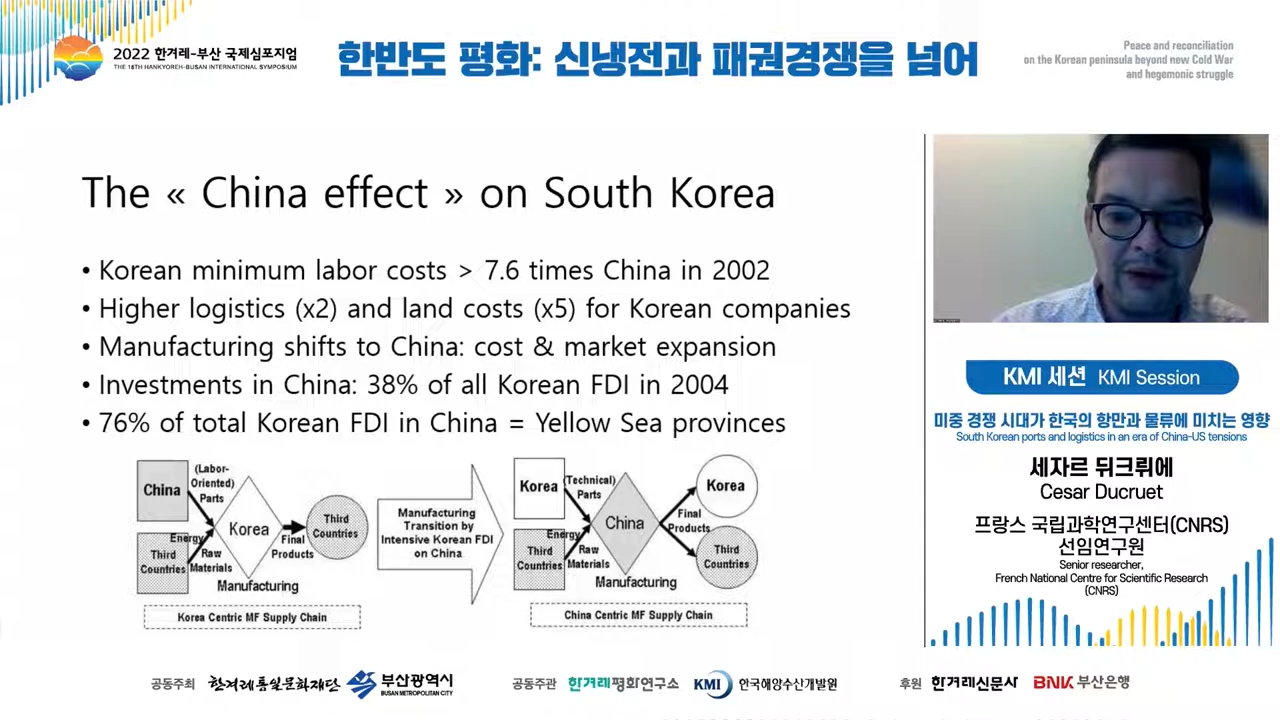 2022 한겨레-부산 국제심포지엄
THE 18TH HANKYOREH-BUSAN INTERNATIONAL SYMPOSIUM
한반도 평화: 신냉전과 패권경쟁을 넘어
Peace and reconciliation
on the Korean peninsula beyond new Cold War
and hegemonic struggle
The « China effect » on South Korea
• Korean minimum labor costs > 7.6 times China in 2002
• Higher logistics (x2) and land costs (x5) for Korean companies
• Manufacturing shifts to China: cost & market expansion
• Investments in China: 38% of all Korean FDI in 2004
• 76% of total Korean FDI in China = Yellow Sea provinces
China
(Labor-
Oriented)
Parts
Korea
Third
Countries
Energy
Raw
Materials
Third
Countries
Final
Products
Manufacturing
Korea Centric MF Supply Chain
Manufacturing
Transition by
Intensive Korean FDI
on China
Korea
(Technical)
Parts
China
Third
Countries
Energy
Raw
Materials
Korea
Final
Products
Third
Countries
Manufacturing
China Centric MF Supply Chain
KMI 세션 KMI Session
미중 경쟁 시대가 한국의 항만과 물류에 미치는 영향
South Korean ports and logistics in an era of China-US tensions
세자르 뒤크뤼에
Cesar Ducruet
프랑스 국립과학연구센터(CNRS)
선임연구원
Senior researcher,
French National Centre for Scientific Research
(CNRS)
공동주최 한겨레통일문화재단 부산광역시
BUSAN METROPOLITAN CITY
공동주관 한겨레평화연구소 KMI 한국해양수산개발원
후원 한겨레신문사 BNK 부산은행